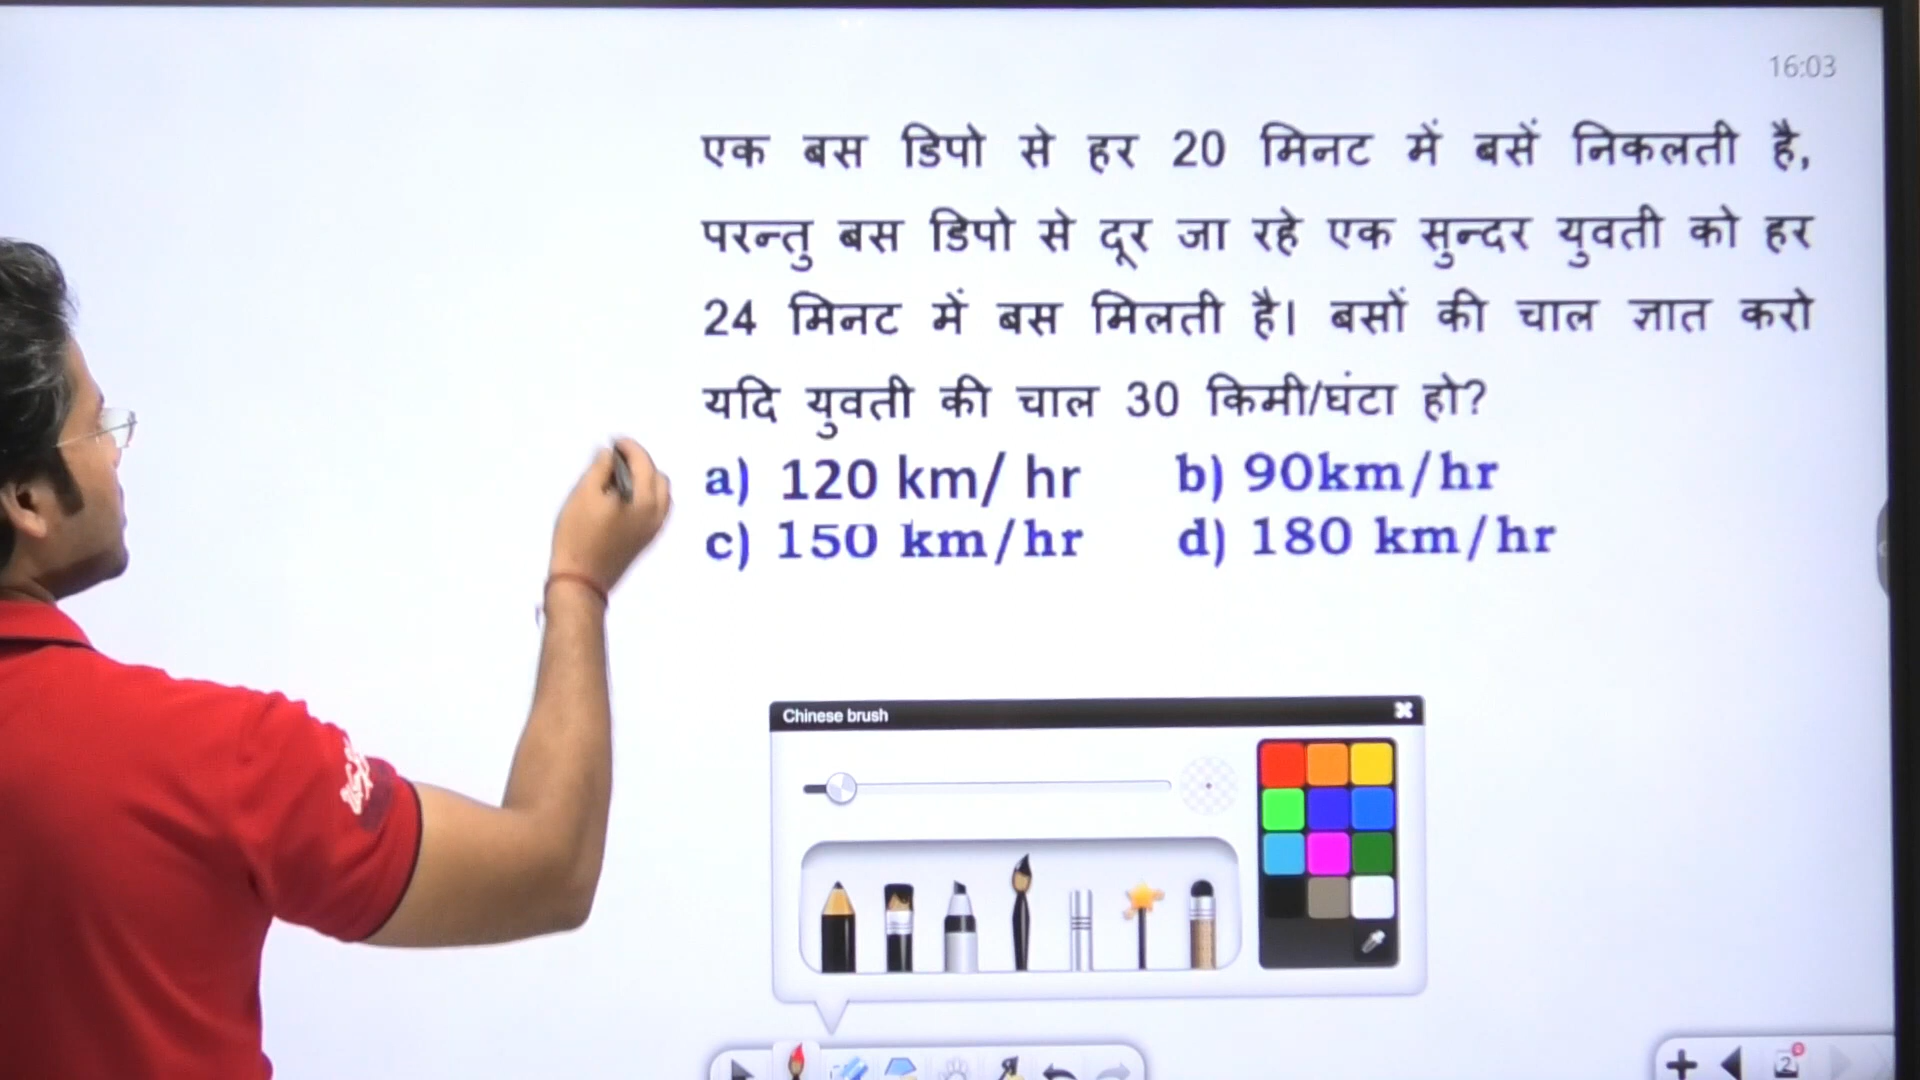 16:03
एक बस डिपो से हर 20 मिनट में बसें निकलती है,
परन्तु बस डिपो से दूर जा रहे एक सुन्दर युवती को हर
24 मिनट में बस मिलती है। बसों की चाल ज्ञात करो
यदि युवती की चाल 30 किमी/घंटा हो?
a) 120 km/ hr b) 90km/hr
c) 150 km/hr d) 180 km/hr
Chinese brush
2